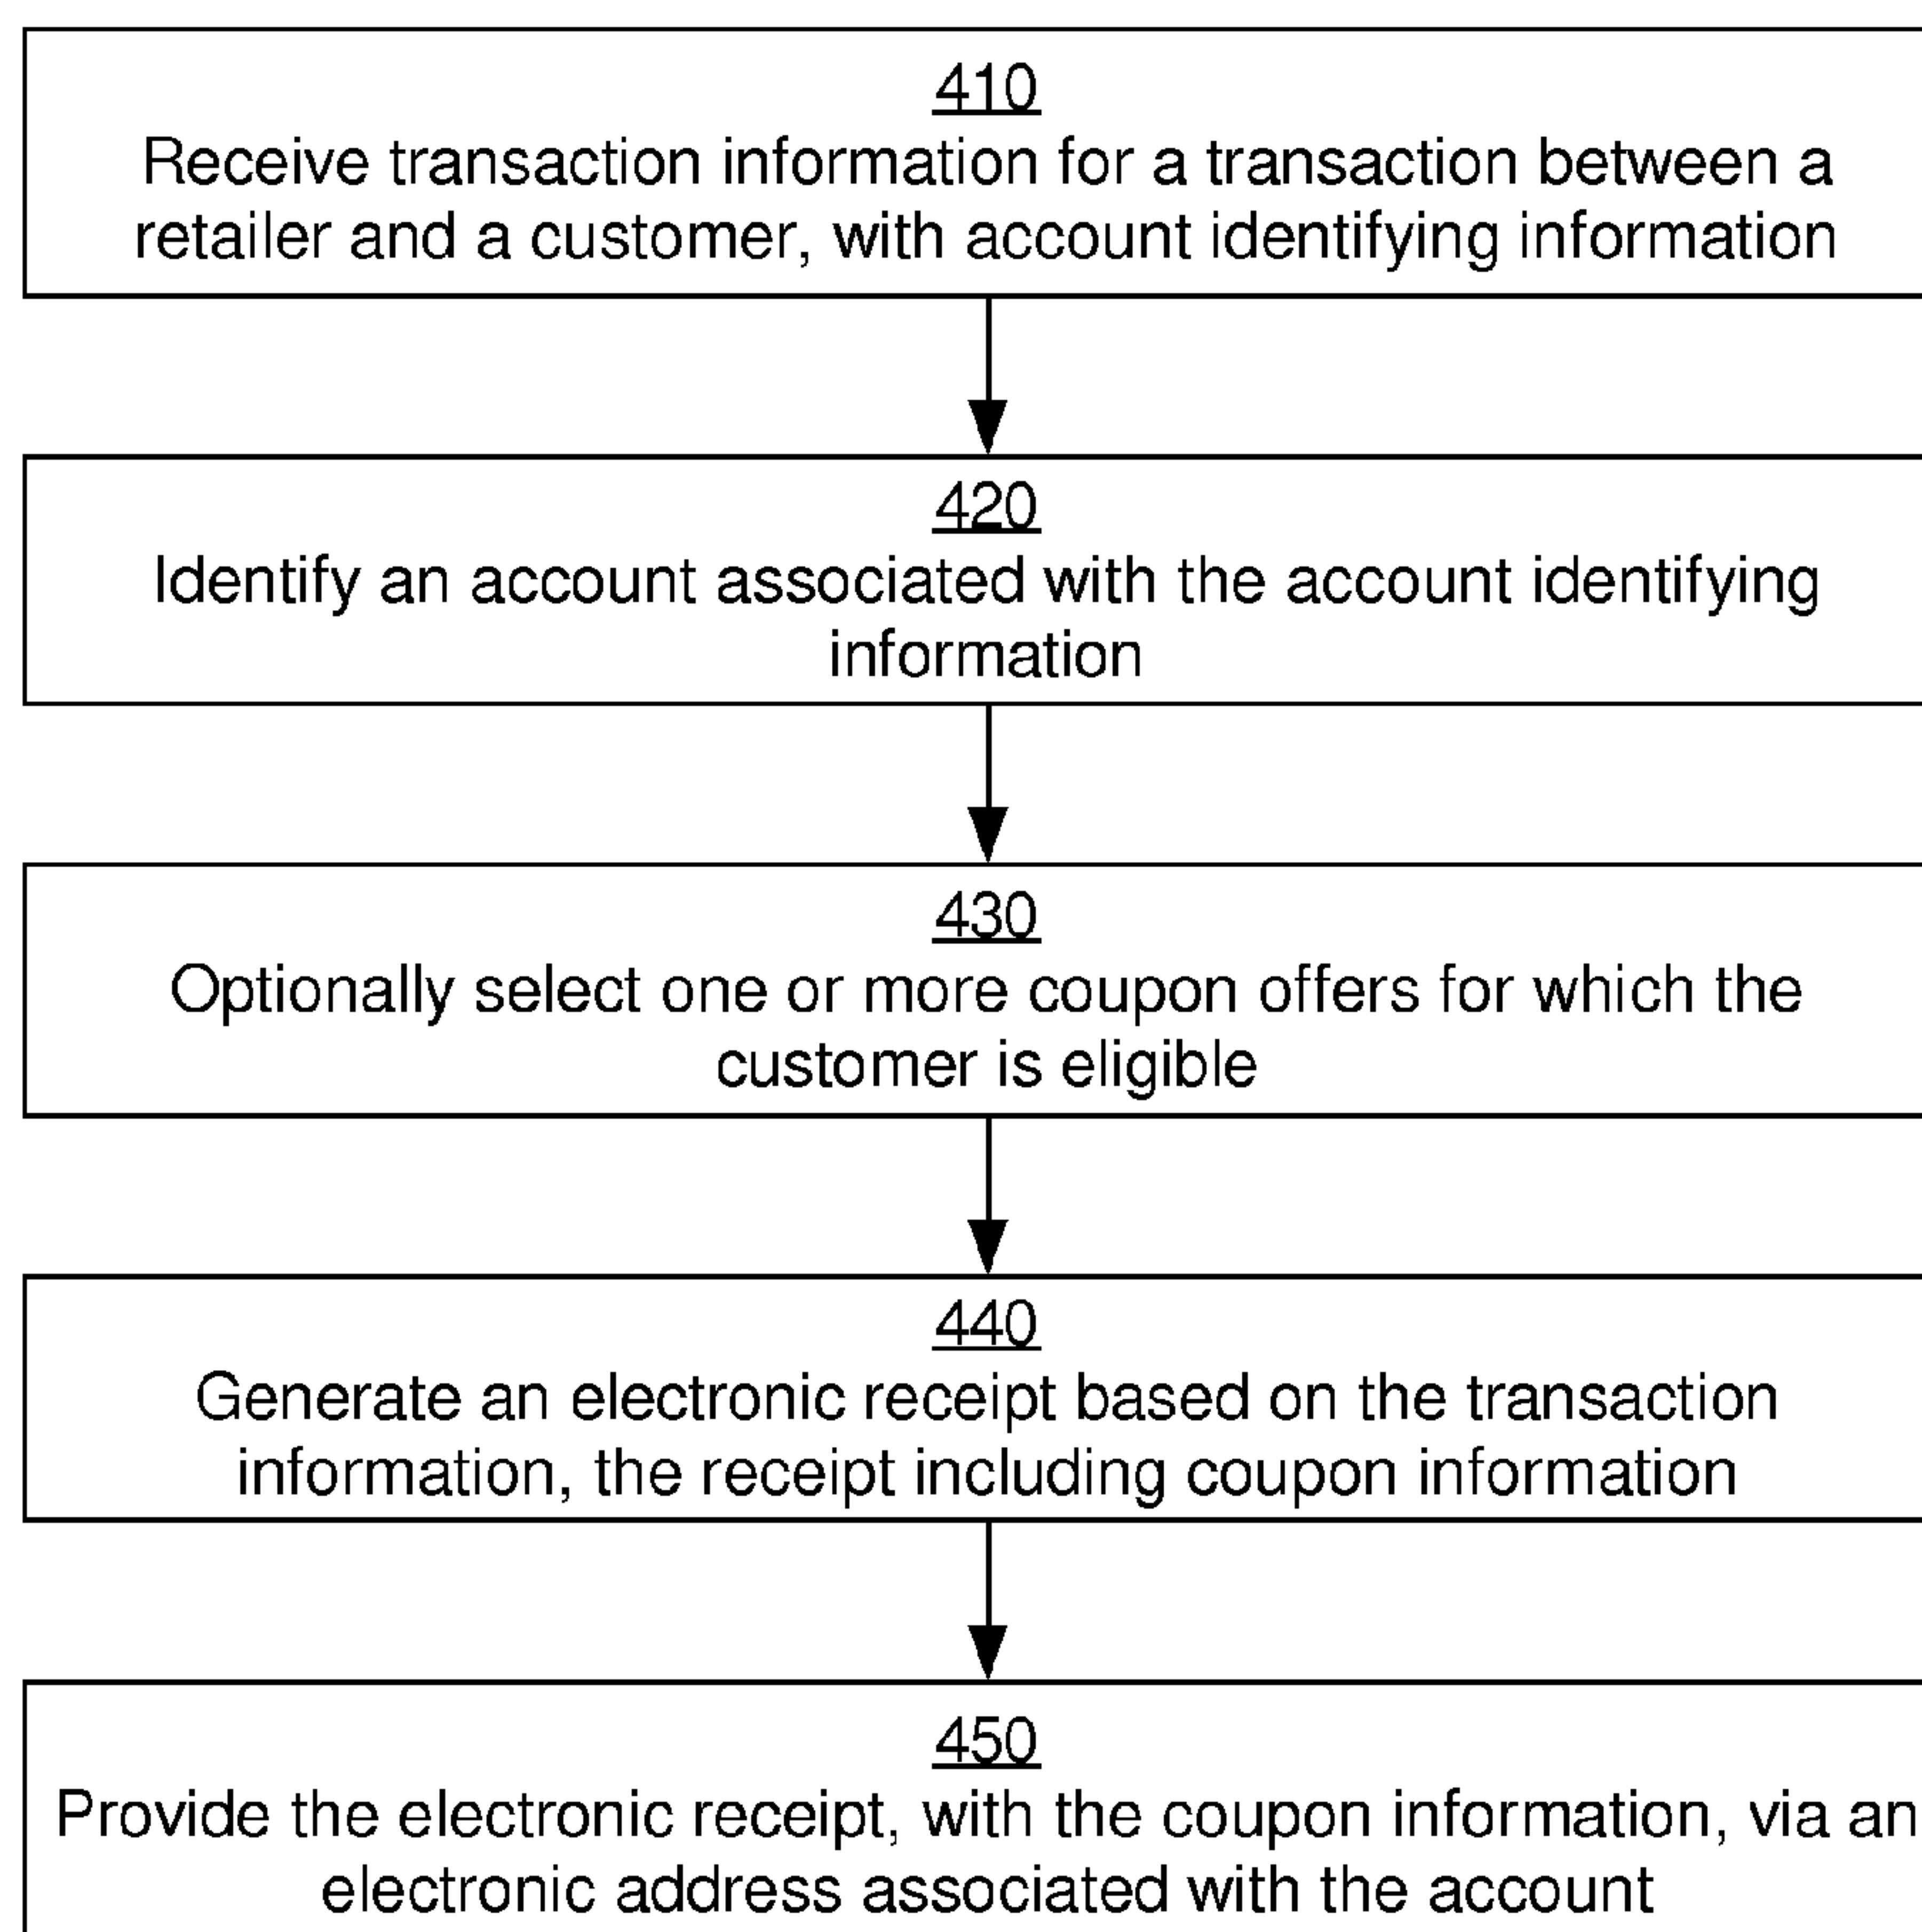 410
Receive transaction information for a transaction between a
retailer and a customer, with account identifying information
420
Identify an account associated with the account identifying
information
430
Optionally select one or more coupon offers for which the
customer is eligible
440
Generate an electronic receipt based on the transaction
information, the receipt including coupon information
450
Provide the electronic receipt, with the coupon information, via an
electronic address associated with the account